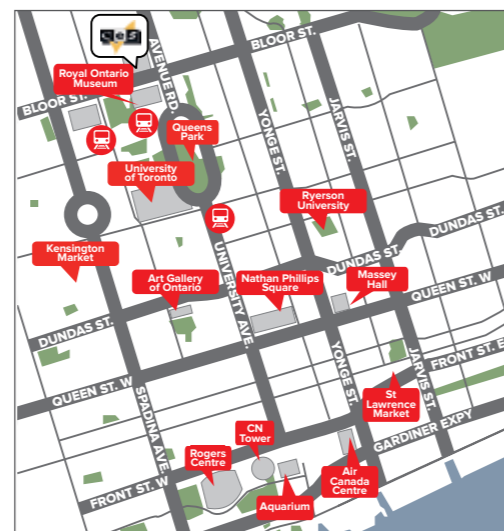 ces
BLOOR ST.
AVENUE RD.
Royal Ontario
Museum
BLOOR ST.
YONGE ST.
JARVIS ST.
Queens
Park
University
of Toronto
Ryerson
University
DUNDAS ST.
Kensington
Market
UNIVERSITY AVE.
DUNDAS ST.
Art Gallery
of Ontario
Nathan Phillips
Square
Massey
Hall
QUEEN ST. W
DUNDAS ST.
YONGE ST.
FRONT ST. E
QUEEN ST. W
JARVIS ST.
SPADINA AVE.
St
Lawrence
Market
GARDINER EXPY
CN
Tower
Rogers
Centre
Air
Canada
Centre
FRONT ST. W
Aquarium